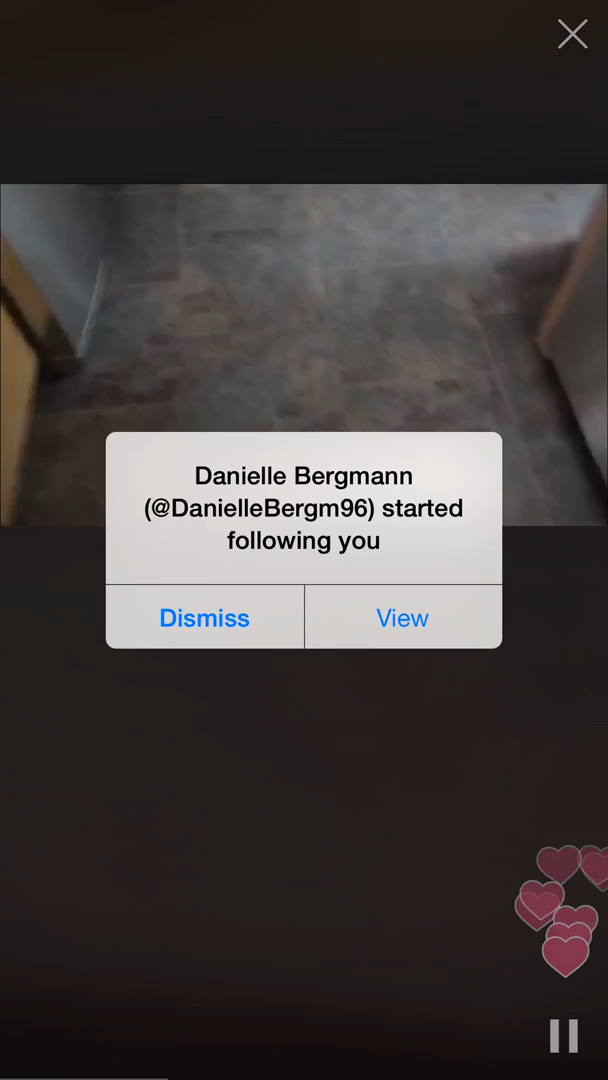 Danielle Bergmann
(@DanielleBergm96) started
following you
Dismiss
View